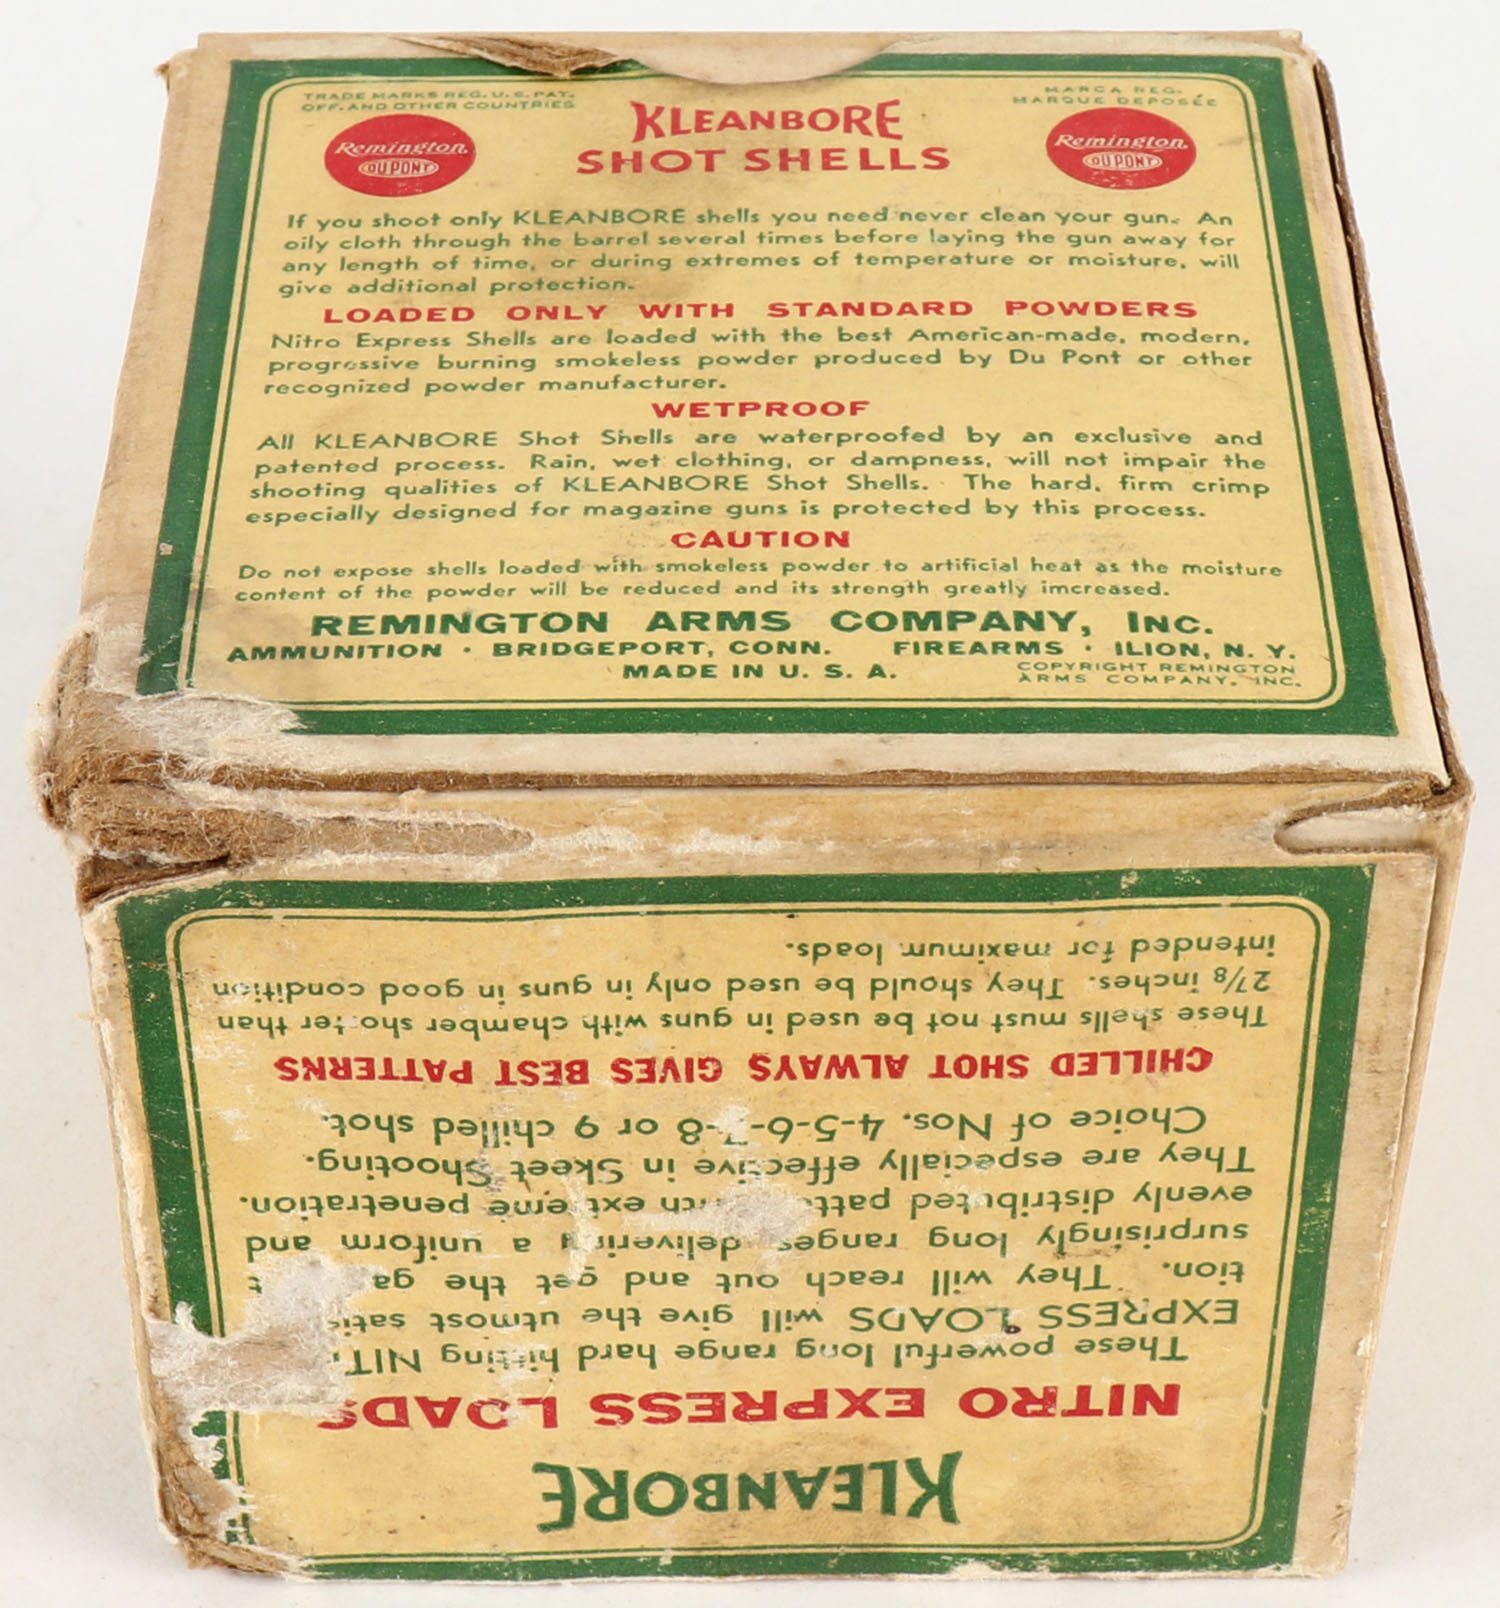 TRADE MARKS REG. U. S. PAT.
OFF. AND OTHER COUNTRIES
MARCA REG.
MARQUE DEPOSÉE
Remington
DU PONT
KLEANBORE
SHOT SHELLS
Remington
DU PONT
If you shoot only KLEANBORE shells you need never clean your gun. An
oily cloth through the barrel several times before laying the gun away for
any length of time, or during extremes of temperature or moisture, will
give additional protection.
LOADED ONLY WITH STANDARD POWDERS
Nitro Express Shells are loaded with the best American-made, modern,
progressive burning smokeless powder produced by Du Pont or other
recognized powder manufacturer.
WETPROOF
All KLEANBORE Shot Shells are waterproofed by an exclusive and
patented process. Rain, wet clothing, or dampness, will not impair the
shooting qualities of KLEANBORE Shot Shells. The hard, firm crimp
especially designed for magazine guns is protected by this process.
CAUTION
Do not expose shells loaded with smokeless powder to artificial heat as the moisture
content of the powder will be reduced and its strength greatly imcreased.
REMINGTON ARMS COMPANY, INC.
AMMUNITION · BRIDGEPORT, CONN. FIREARMS · ILION, N. Y.
MADE IN U. S. A.
COPYRIGHT REMINGTON
ARMS COMPANY, INC.
KLEANBORE
NITRO EXPRESS LOADS
These powerful long range hard hitting
EXPRESS LOADS will give the utmost
tion. They will reach out and get the
surprisingly long ranges delivering a uniform and
evenly distributed with extreme penetration.
They are especially effective in Skeet Shooting.
Choice of Nos. 4-5-6-7-8 or 9 chilled shot.
CHILLED SHOT ALWAYS GIVES BEST PATTERNS
These shells must not be used in guns with chamber shorter than
2⅞ inches. They should be used only in guns in good condition
intended for maximum loads.